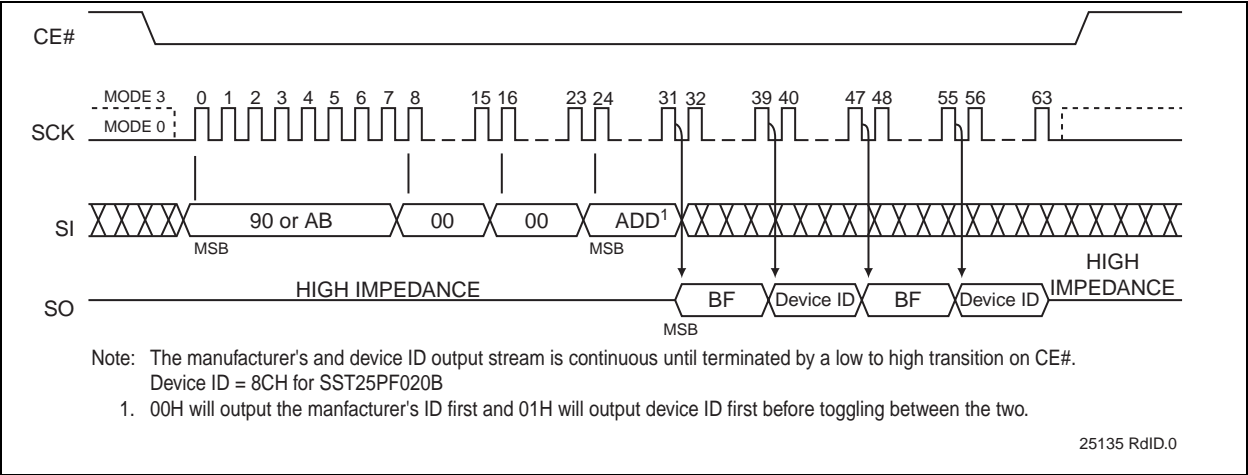 CE#
MODE 3
0 1 2 3 4 5 6 7 8 15 16 23 24 31 32 39 40 47 48 55 56 63
SCK
MODE 0
SI
90 or AB
00
00
ADD1
MSB
MSB
HIGH IMPEDANCE
HIGH IMPEDANCE
SO
BF
Device ID
BF
Device ID
MSB
Note: The manufacturer's and device ID output stream is continuous until terminated by a low to high transition on CE#.
Device ID = 8CH for SST25PF020B
1. 00H will output the manfacturer's ID first and 01H will output device ID first before toggling between the two.
25135 RdID.0